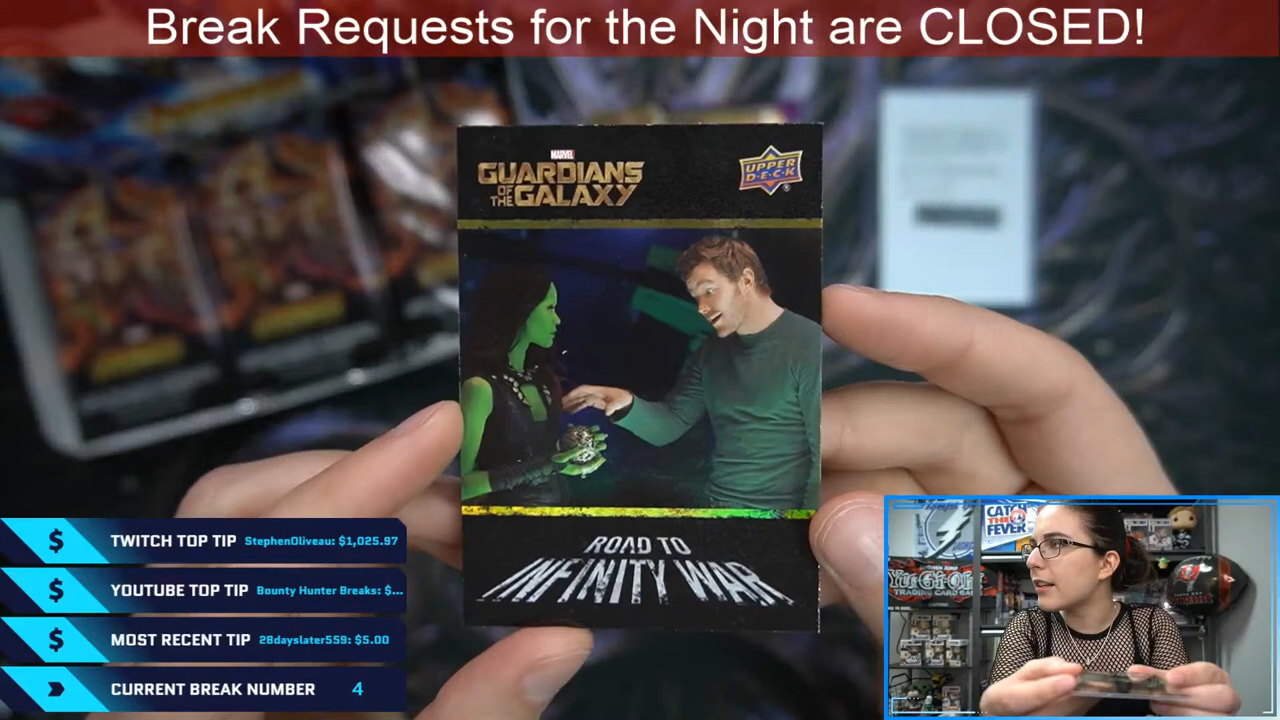 Break Requests for the Night are CLOSED!
MARVEL
GUARDIANS
OF THE GALAXY
UPPER
D·E·C·K
ROAD TO
INFINITY WAR
TWITCH TOP TIP StephenOliveau: $1,025.97
YOUTUBE TOP TIP Bounty Hunter Breaks: $...
MOST RECENT TIP 28dayslater559: $5.00
CURRENT BREAK NUMBER 4
CATCH
THE
FEVER
Yu-Gi-Oh!
TRADING CARD GAME